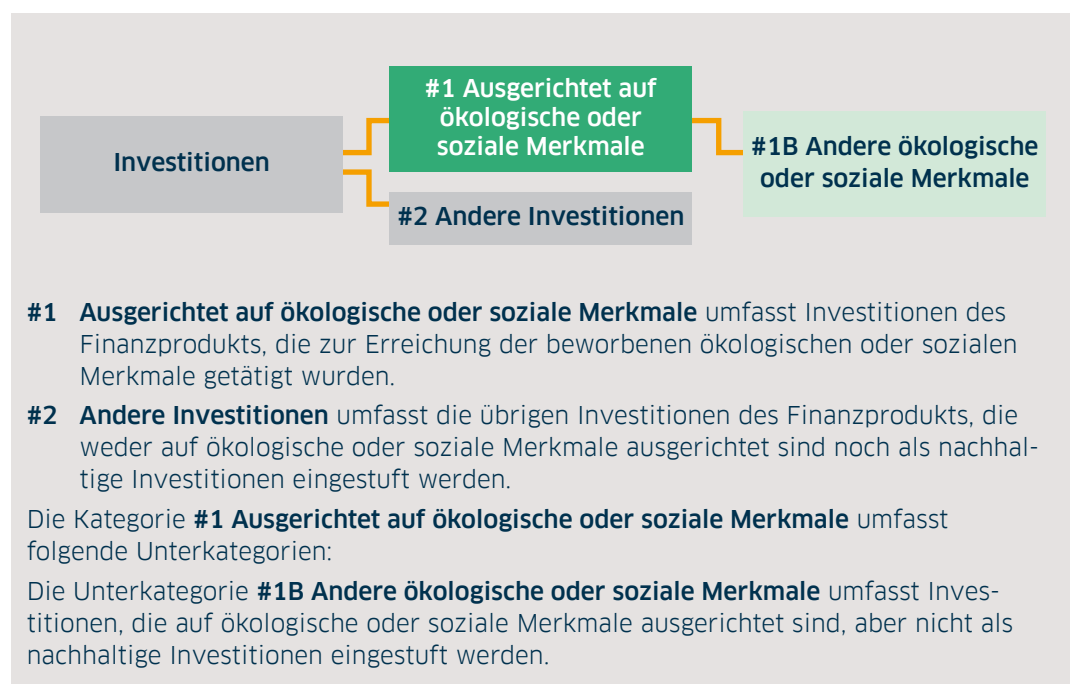 #1 Ausgerichtet auf
ökologische oder
soziale Merkmale
Investitionen
#1B Andere ökologische
oder soziale Merkmale
#2 Andere Investitionen
#1 Ausgerichtet auf ökologische oder soziale Merkmale umfasst Investitionen des
Finanzprodukts, die zur Erreichung der beworbenen ökologischen oder sozialen
Merkmale getätigt wurden.
#2 Andere Investitionen umfasst die übrigen Investitionen des Finanzprodukts, die
weder auf ökologische oder soziale Merkmale ausgerichtet sind noch als nachhal-
tige Investitionen eingestuft werden.
Die Kategorie #1 Ausgerichtet auf ökologische oder soziale Merkmale umfasst
folgende Unterkategorien:
Die Unterkategorie #1B Andere ökologische oder soziale Merkmale umfasst Inves-
titionen, die auf ökologische oder soziale Merkmale ausgerichtet sind, aber nicht als
nachhaltige Investitionen eingestuft werden.